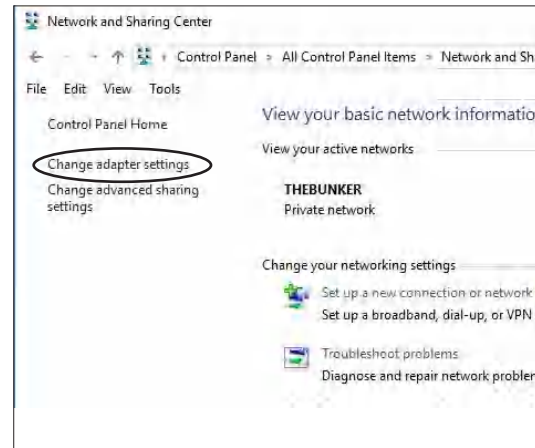 Network and Sharing Center
Control Panel > All Control Panel Items > Network and Sh
File Edit View Tools
Control Panel Home
Change adapter settings
Change advanced sharing
settings
View your basic network informatio
View your active networks
THEBUNKER
Private network
Change your networking settings
Set up a new connection or network
Set up a broadband, dial-up, or VPN
Troubleshoot problems
Diagnose and repair network probler